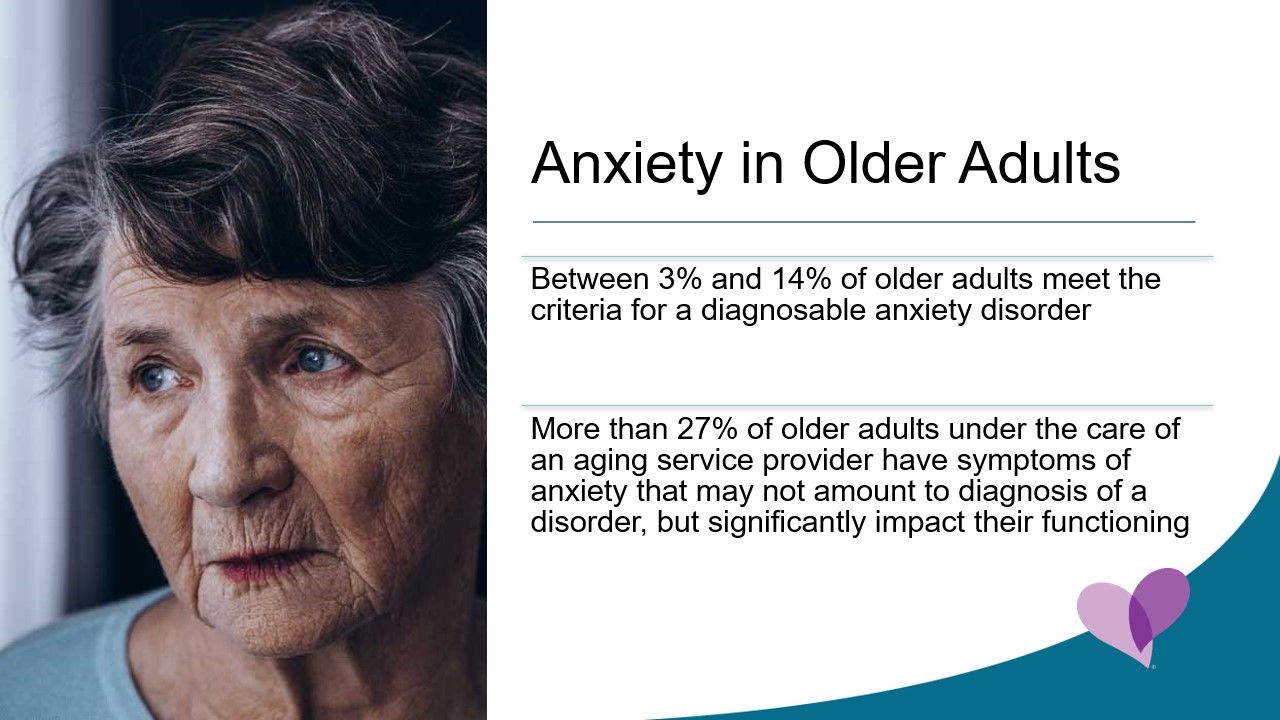 Anxiety in Older Adults
Between 3% and 14% of older adults meet the
criteria for a diagnosable anxiety disorder
More than 27% of older adults under the care of
an aging service provider have symptoms of
anxiety that may not amount to diagnosis of a
disorder, but significantly impact their functioning
®